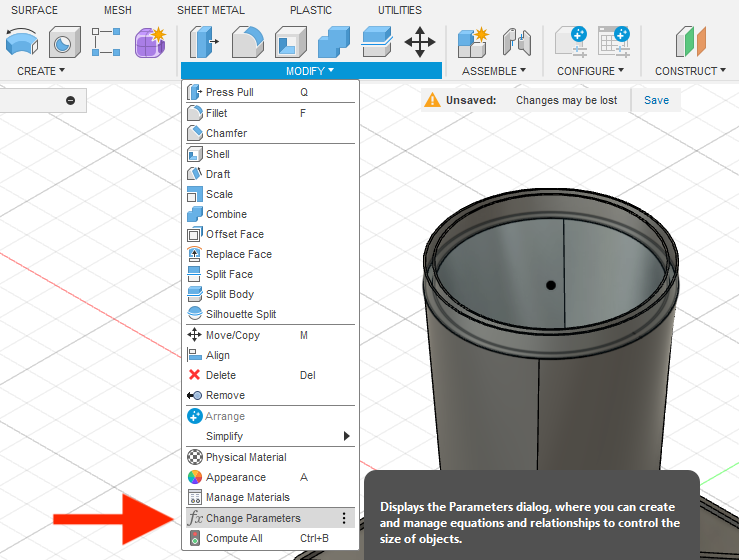 SURFACE MESH SHEET METAL PLASTIC UTILITIES
CREATE MODIFY ASSEMBLE CONFIGURE CONSTRUCT
Unsaved: Changes may be lost Save
Press Pull Q
Fillet F
Chamfer
Shell
Draft
Scale
Combine
Offset Face
Replace Face
Split Face
Split Body
Silhouette Split
Move/Copy M
Align
Delete Del
Remove
Arrange
Simplify
Physical Material
Appearance A
Manage Materials
fx Change Parameters
Compute All Ctrl+B
Displays the Parameters dialog, where you can create
and manage equations and relationships to control the
size of objects.